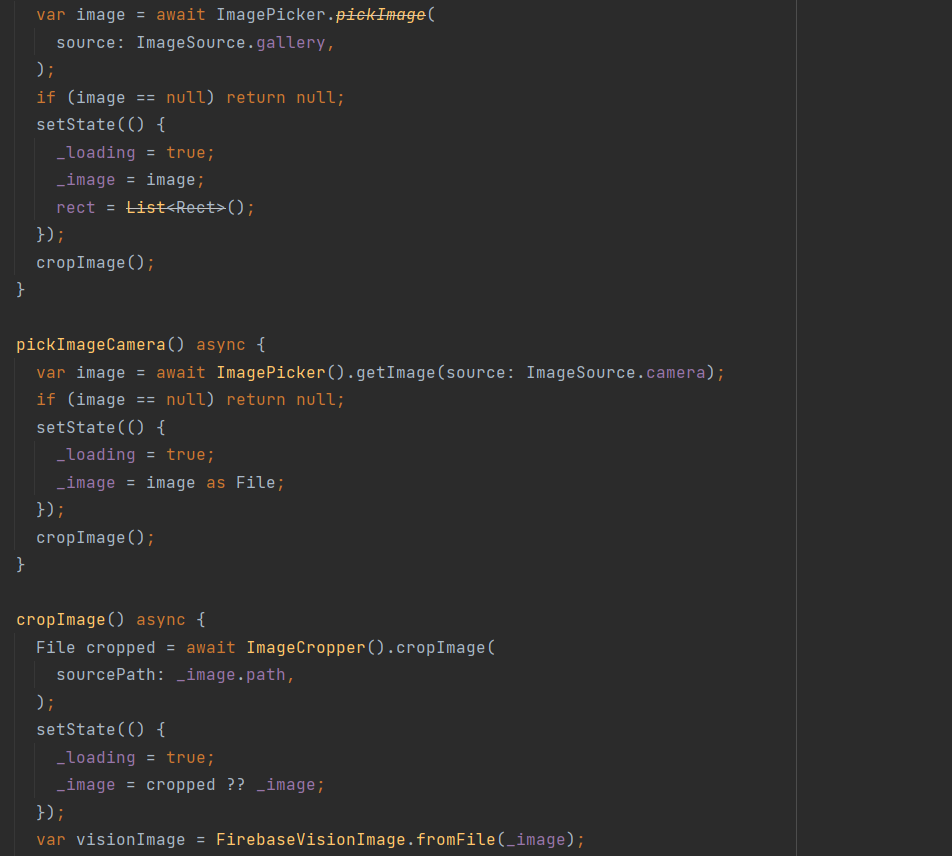 var image = await ImagePicker.pickImage(
source: ImageSource.gallery,
);
if (image == null) return null;
setState(() {
_loading = true;
_image = image;
rect = List<Rect>();
});
cropImage();
}
pickImageCamera() async {
var image = await ImagePicker().getImage(source: ImageSource.camera);
if (image == null) return null;
setState(() {
_loading = true;
_image = image as File;
});
cropImage();
}
cropImage() async {
File cropped = await ImageCropper().cropImage(
sourcePath: _image.path,
);
setState(() {
_loading = true;
_image = cropped ?? _image;
});
var visionImage = FirebaseVisionImage.fromFile(_image);